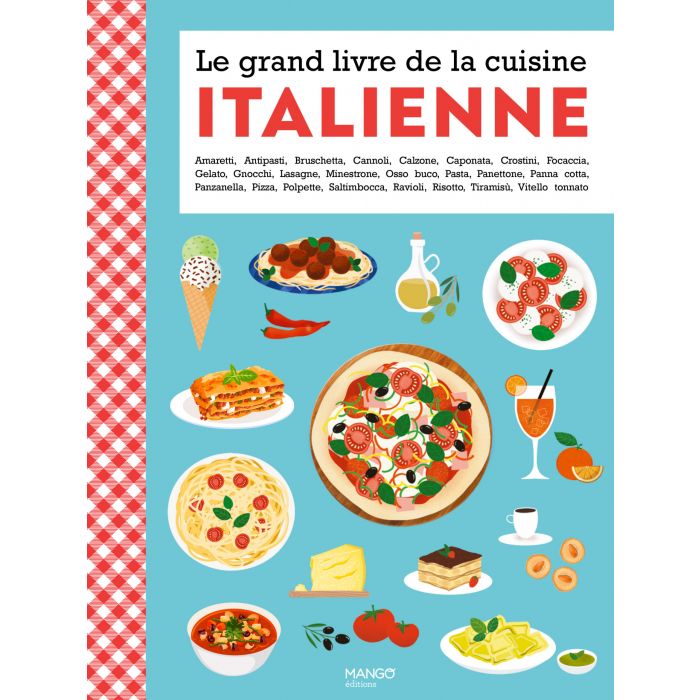 Le grand livre de la cuisine
ITALIENNE
Amaretti, Antipasti, Bruschetta, Cannoli, Calzone, Caponata, Crostini, Focaccia,
Gelato, Gnocchi, Lasagne, Minestrone, Osso buco, Pasta, Panettone, Panna cotta,
Panzanella, Pizza, Polpette, Saltimbocca, Ravioli, Risotto, Tiramisù, Vitello tonnato
MANGO
éditions